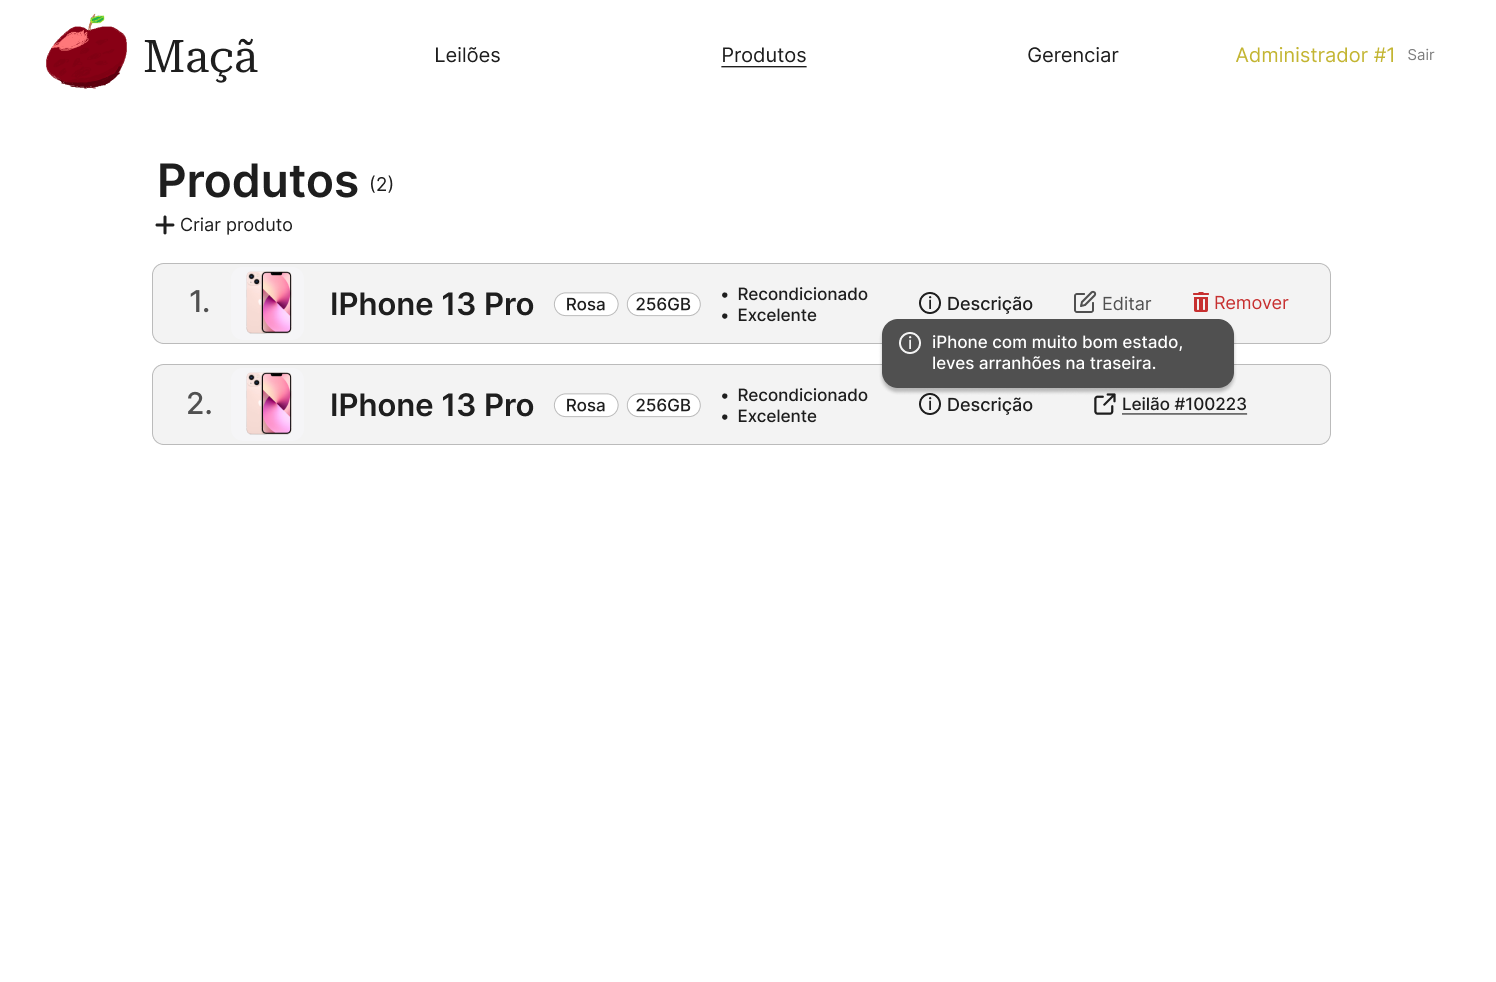 Maçã
Leilões
Produtos
Gerenciar
Administrador #1
Sair
Produtos (2)
Criar produto
1.
IPhone 13 Pro
Rosa
256GB
• Recondicionado
• Excelente
Descrição
Editar
Remover
iPhone com muito bom estado,
leves arranhões na traseira.
2.
IPhone 13 Pro
Rosa
256GB
• Recondicionado
• Excelente
Descrição
Leilão #100223